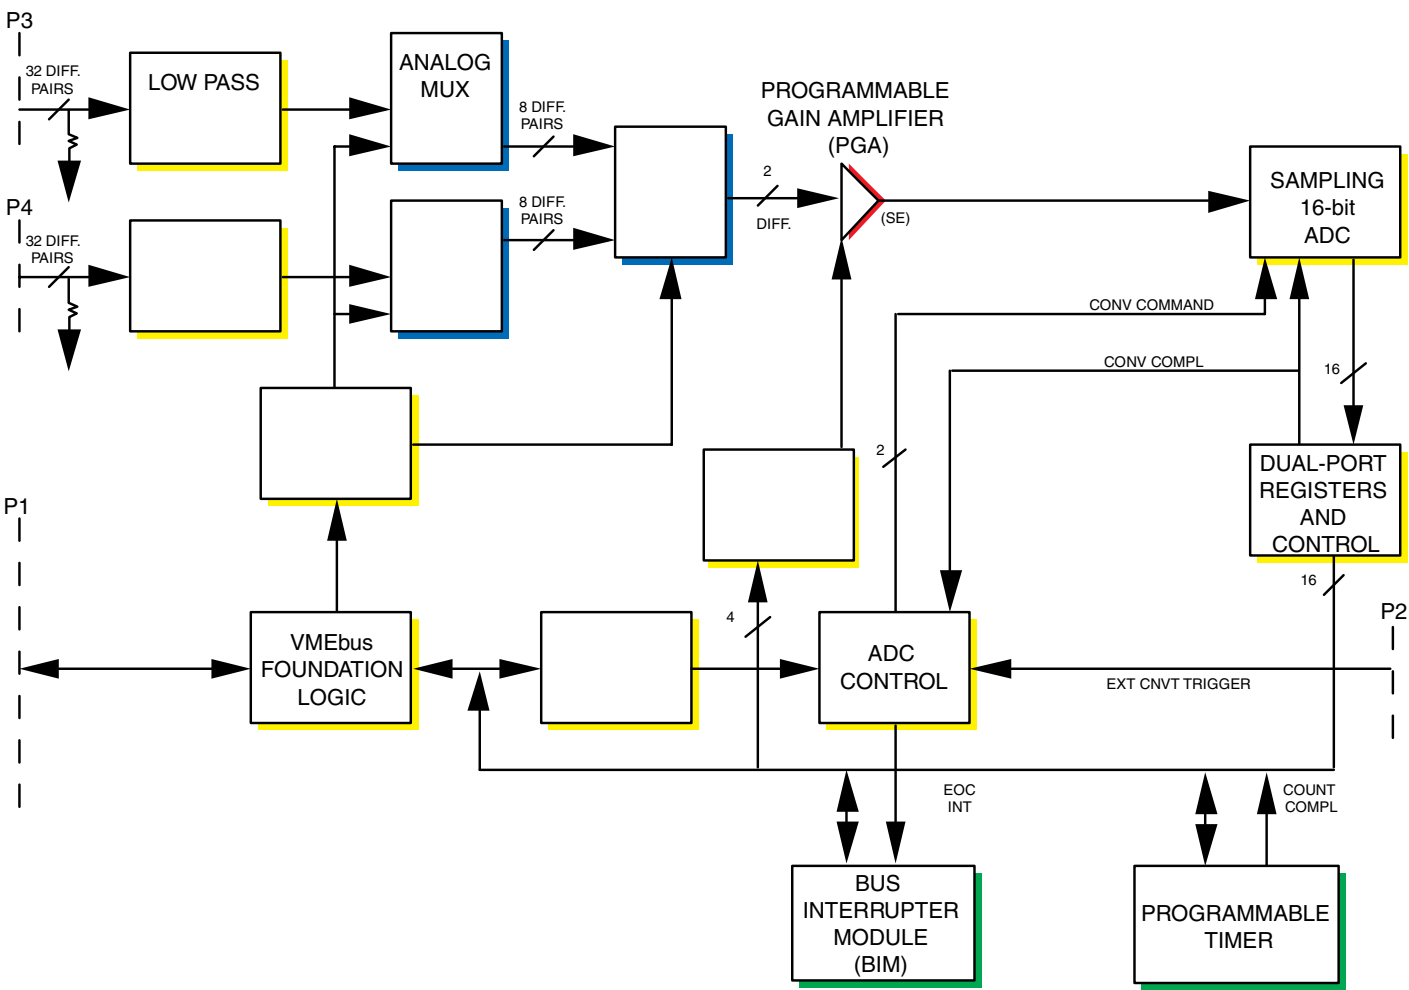 P3
32 DIFF.
PAIRS
LOW PASS
ANALOG
MUX
8 DIFF.
PAIRS
PROGRAMMABLE
GAIN AMPLIFIER
(PGA)
2
DIFF.
(SE)
SAMPLING
16-bit
ADC
P4
32 DIFF.
PAIRS
8 DIFF.
PAIRS
CONV COMMAND
CONV COMPL
16
2
DUAL-PORT
REGISTERS
AND
CONTROL
16
P1
4
P2
VMEbus
FOUNDATION
LOGIC
ADC
CONTROL
EXT CNVT TRIGGER
EOC
INT
COUNT
COMPL
BUS
INTERRUPTER
MODULE
(BIM)
PROGRAMMABLE
TIMER